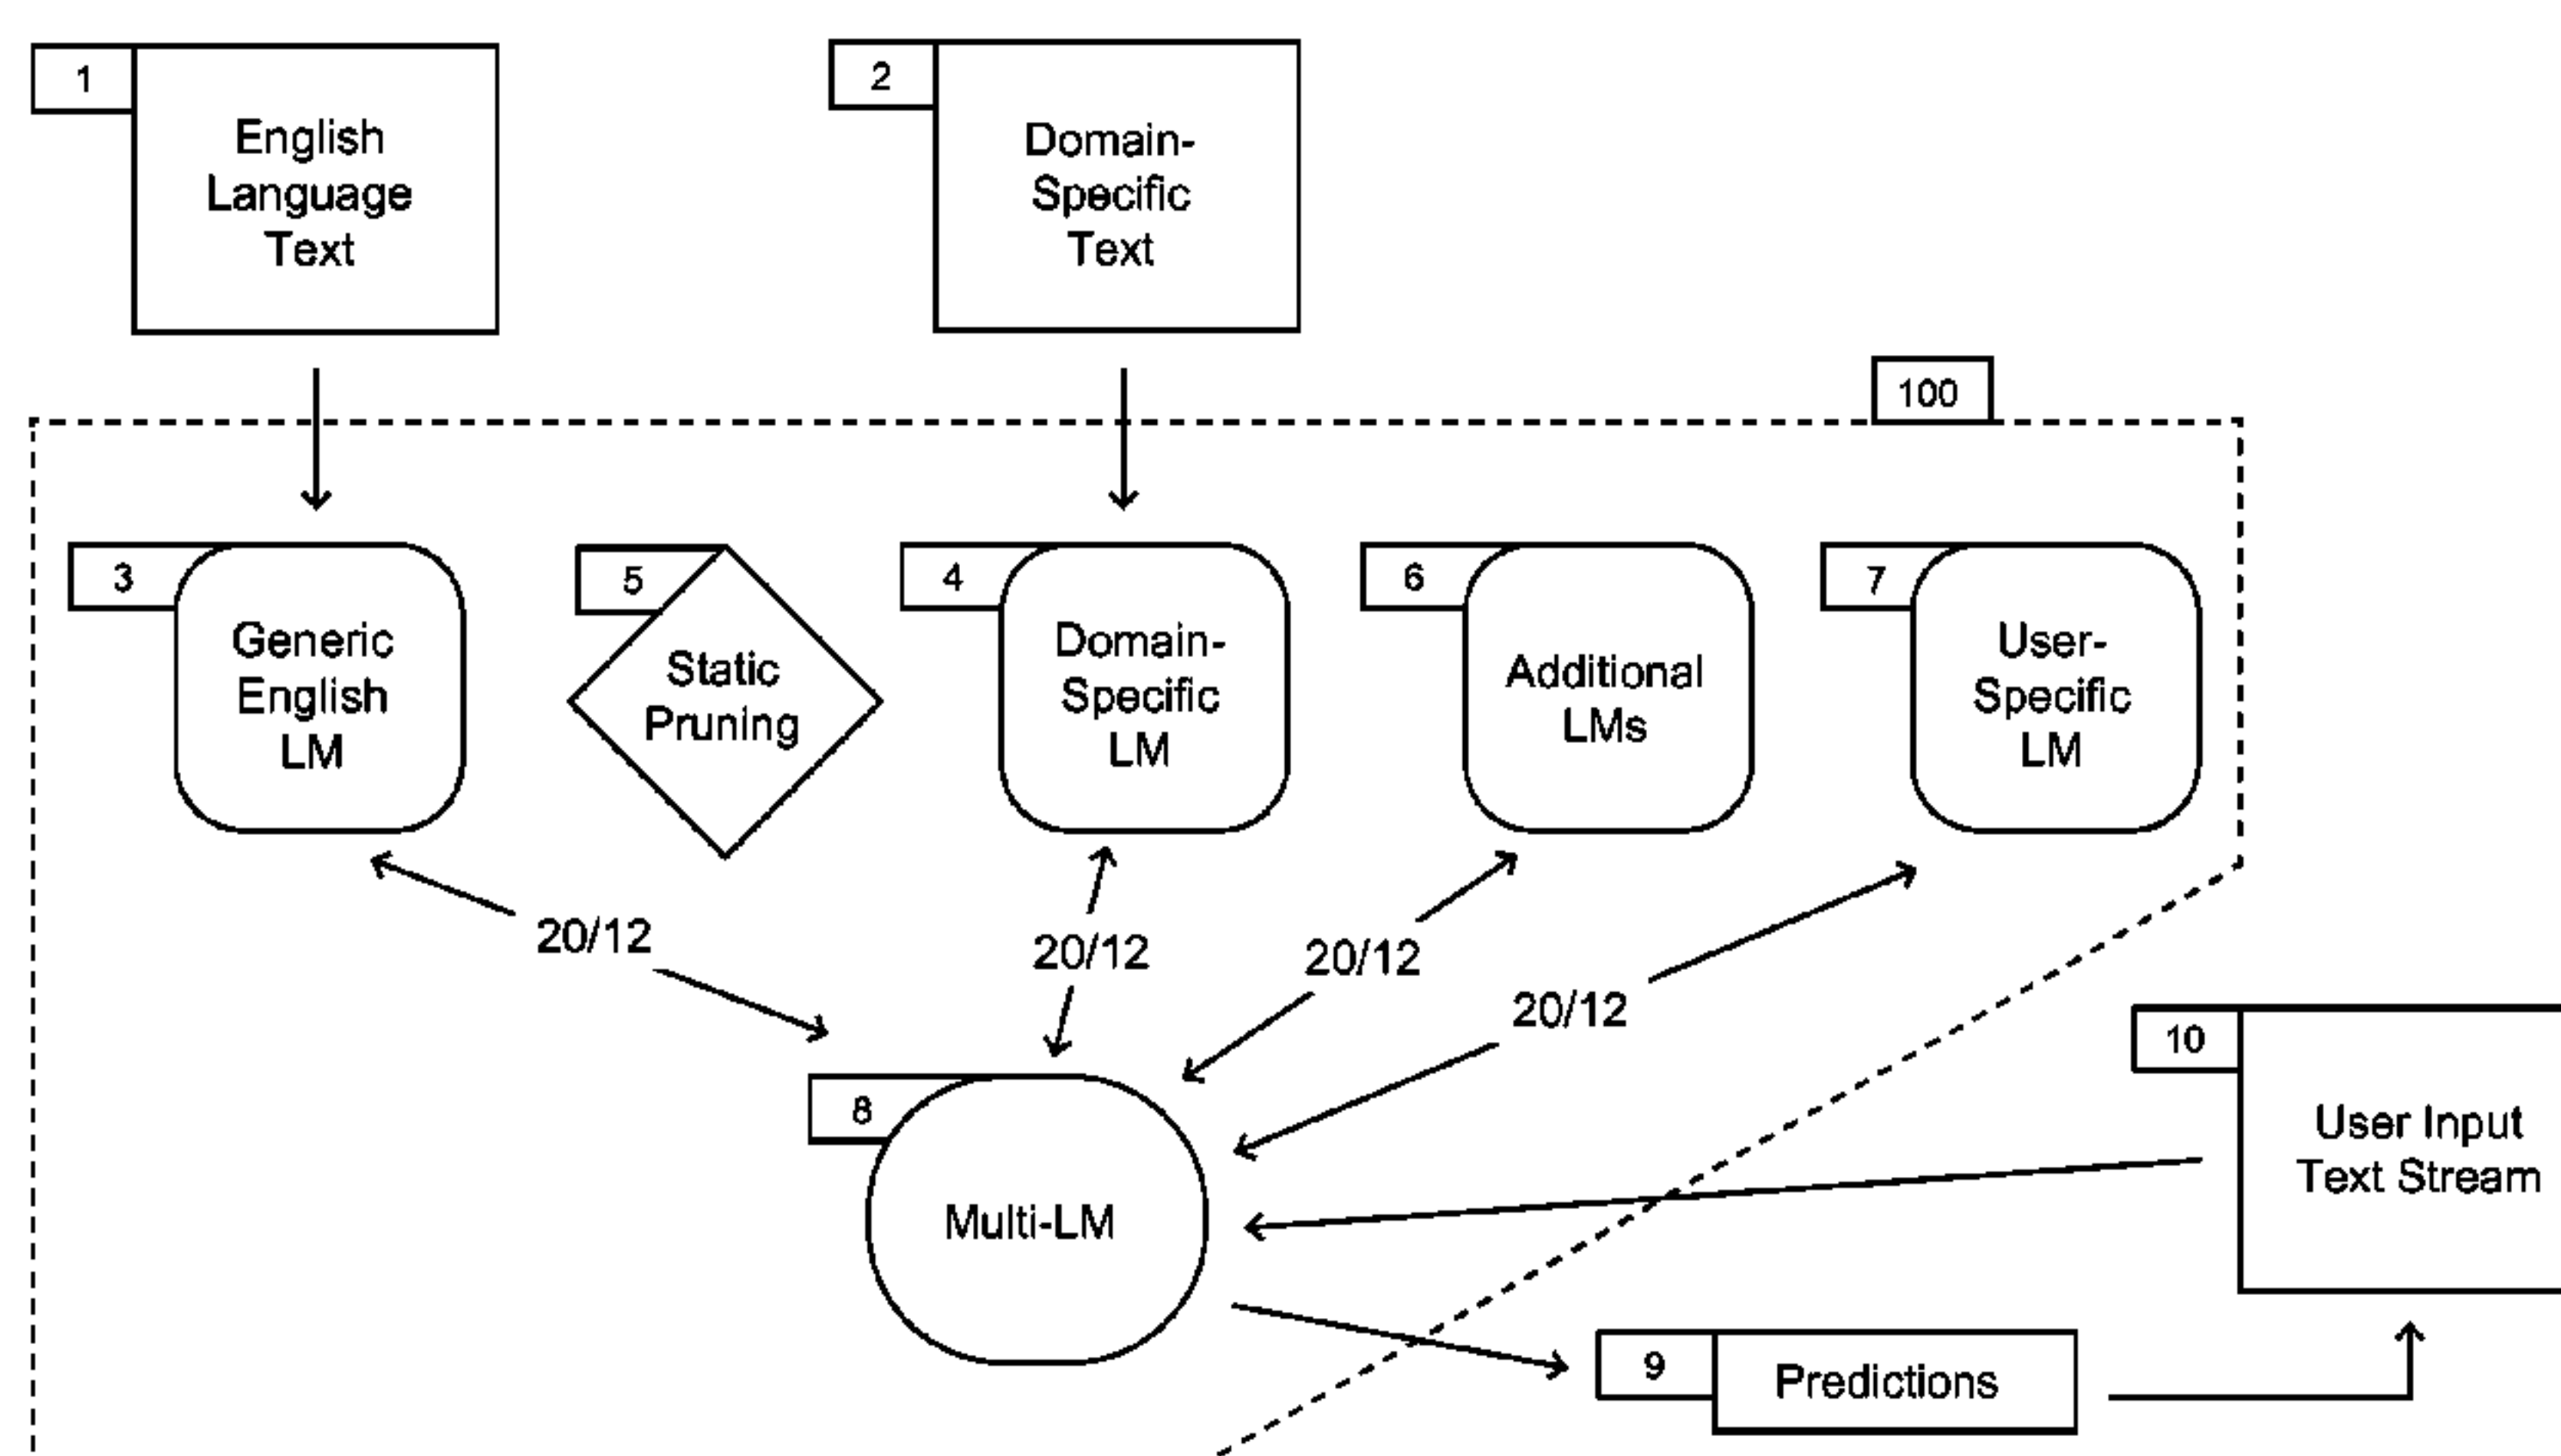 1
English
Language
Text
2
Domain-
Specific
Text
100
3
Generic
English
LM
5
Static
Pruning
4
Domain-
Specific
LM
6
Additional
LMs
7
User-
Specific
LM
20/12
20/12
20/12
20/12
8
Multi-LM
10
User Input
Text Stream
9
Predictions